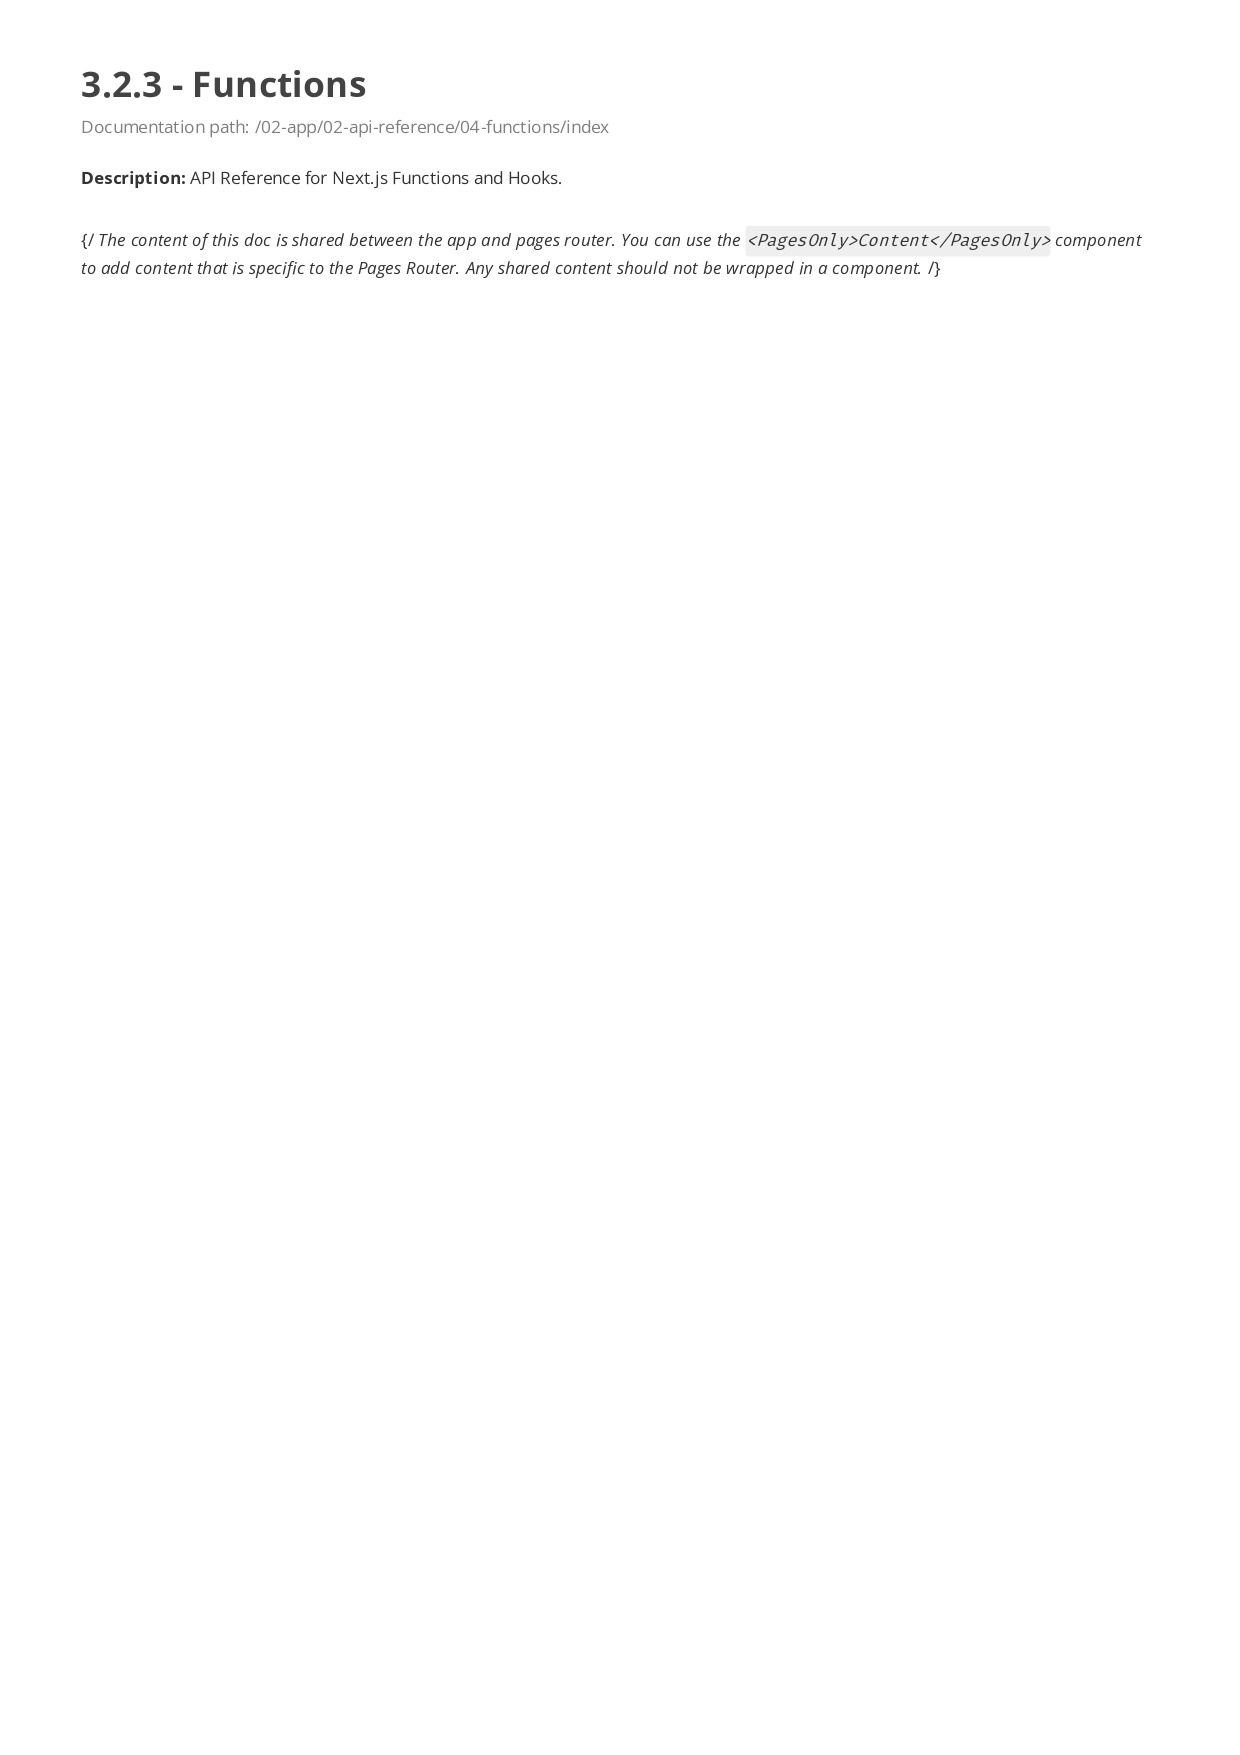 3.2.3 - Functions
Documentation path: /02-app/02-api-reference/04-functions/index
Description: API Reference for Next.js Functions and Hooks.
{/ The content of this doc is shared between the app and pages router. You can use the <PagesOnly>Content</PagesOnly> component
to add content that is specific to the Pages Router. Any shared content should not be wrapped in a component. /}